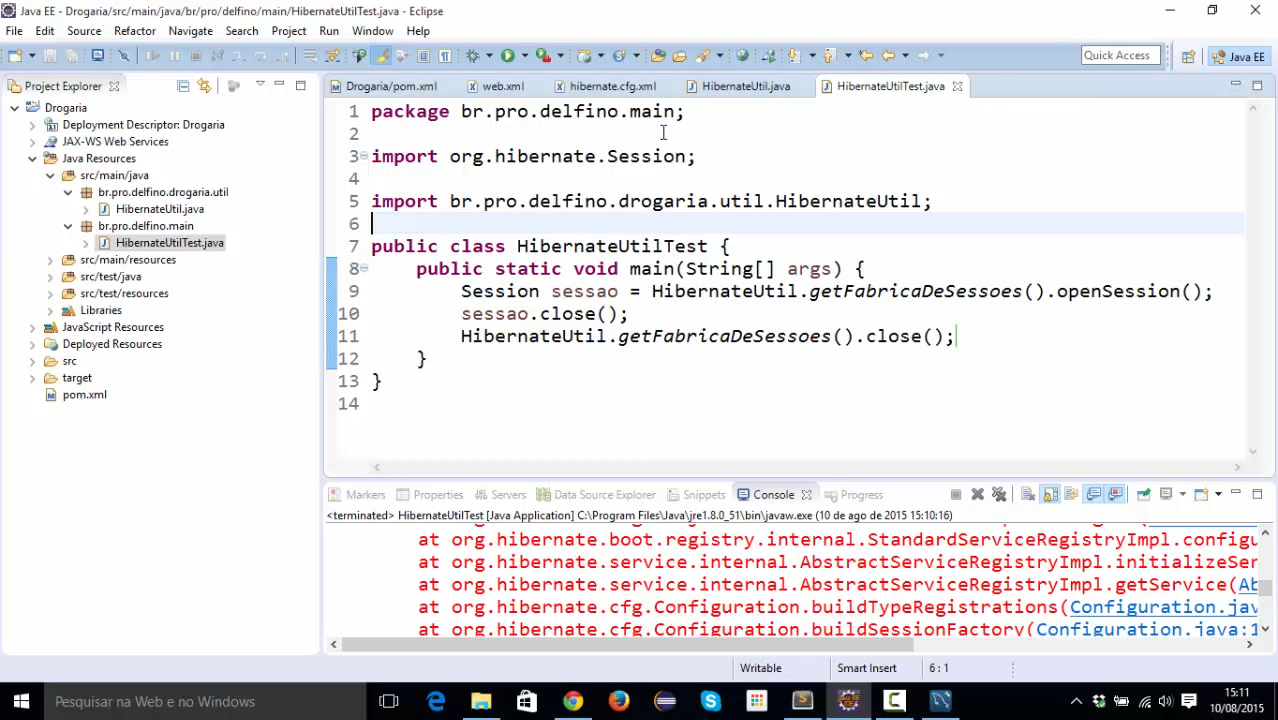 Java EE - Drogaria/src/main/java/br/pro/delfino/main/HibernateUtilTest.java - Eclipse
File Edit Source Refactor Navigate Search Project Run Window Help
Quick Access
Java EE
Project Explorer
Drogaria/pom.xml
web.xml
hibernate.cfg.xml
HibernateUtil.java
HibernateUtilTest.java
Drogaria
Deployment Descriptor: Drogaria
JAX-WS Web Services
Java Resources
src/main/java
br.pro.delfino.drogaria.util
HibernateUtil.java
br.pro.delfino.main
HibernateUtilTest.java
src/main/resources
src/test/java
src/test/resources
Libraries
JavaScript Resources
Deployed Resources
src
target
pom.xml
1 package br.pro.delfino.main;
2
3 import org.hibernate.Session;
4
5 import br.pro.delfino.drogaria.util.HibernateUtil;
6
7 public class HibernateUtilTest {
8 public static void main(String[] args) {
9 Session sessao = HibernateUtil.getFabricaDeSessoes().openSession();
10 sessao.close();
11 HibernateUtil.getFabricaDeSessoes().close();
12 }
13 }
14
Markers Properties Servers Data Source Explorer Snippets Console Progress
<terminated> HibernateUtilTest [Java Application] C:\Program Files\Java\jre1.8.0_51\bin\javaw.exe (10 de ago de 2015 15:10:16)
at org.hibernate.boot.registry.internal.StandardServiceRegistryImpl.configu
at org.hibernate.service.internal.AbstractServiceRegistryImpl.initializeSer
at org.hibernate.service.internal.AbstractServiceRegistryImpl.getService(Ab
at org.hibernate.cfg.Configuration.buildTypeRegistrations(Configuration.jav
at org.hibernate.cfg.Configuration.buildSessionFactory(Configuration.java:1
Writable
Smart Insert
6 : 1
Pesquisar na Web e no Windows
15:11
10/08/2015